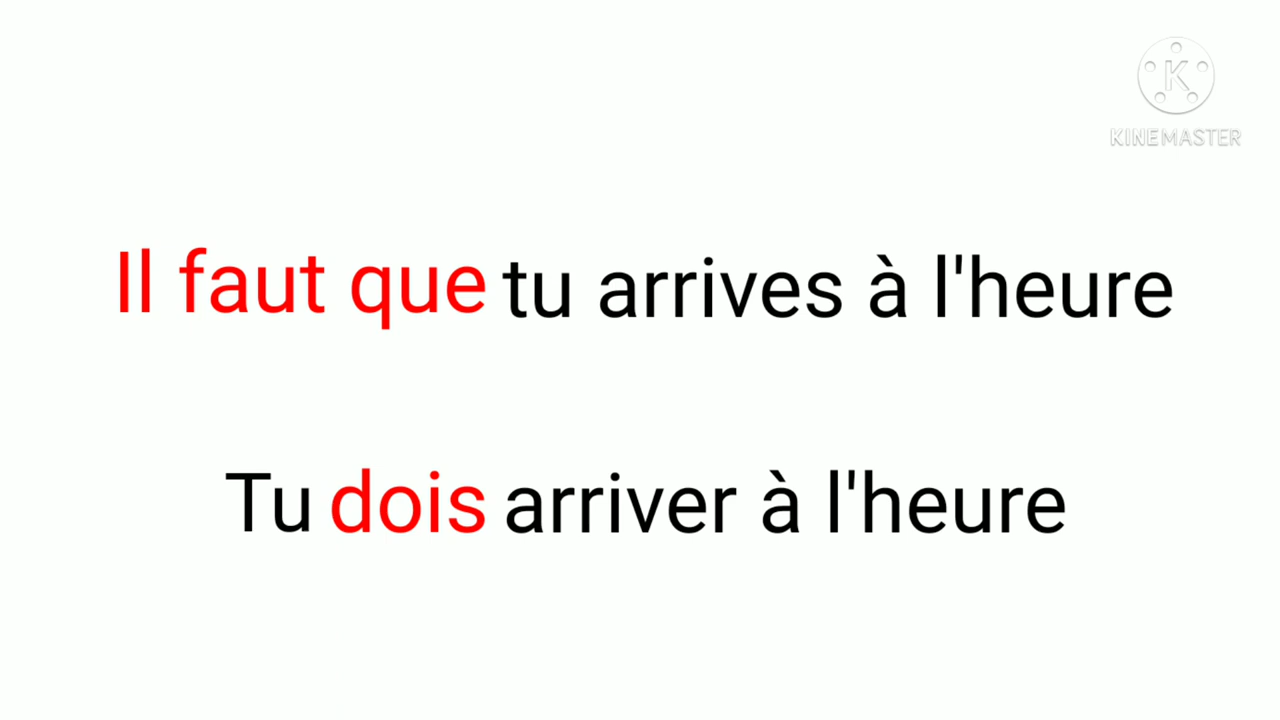 K
KINEMASTER
Il faut que tu arrives à l'heure
Tu dois arriver à l'heure